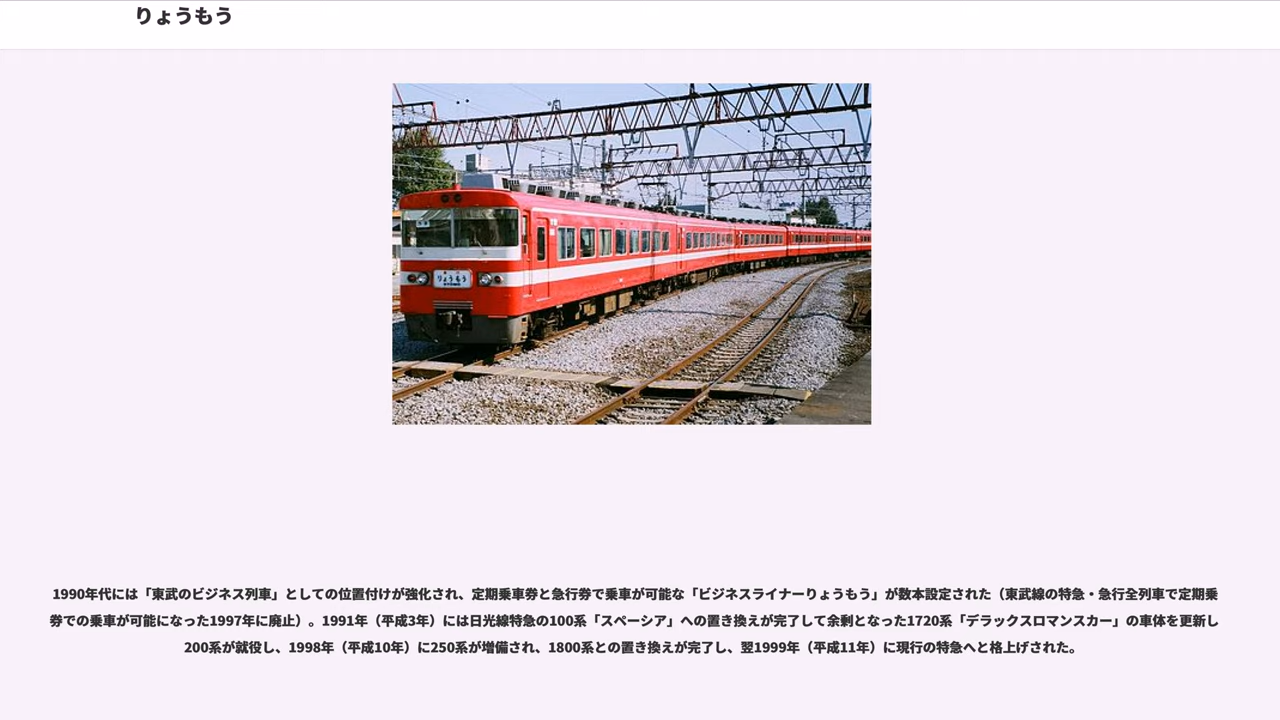 りょうもう
りょうもう
1990年代には「東武のビジネス列車」としての位置付けが強化され、定期乗車券と急行券で乗車が可能な「ビジネスライナーりょうもう」が数本設定された（東武線の特急・急行全列車で定期乗
券での乗車が可能になった1997年に廃止）。1991年（平成3年）には日光線特急の100系「スペーシア」への置き換えが完了して余剰となった1720系「デラックスロマンスカー」の車体を更新し
200系が就役し、1998年（平成10年）に250系が増備され、1800系との置き換えが完了し、翌1999年（平成11年）に現行の特急へと格上げされた。